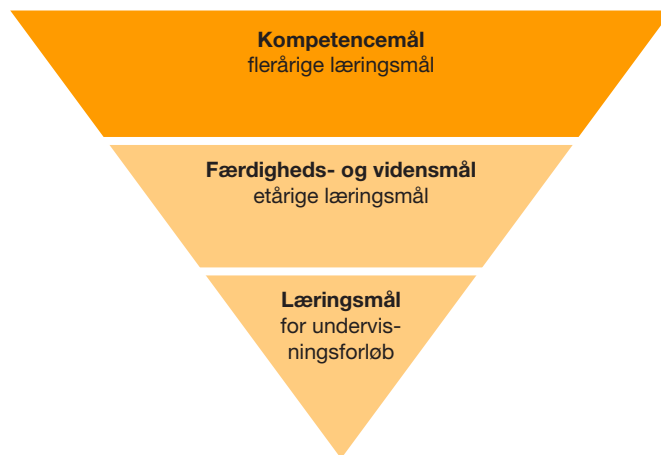 Kompetencemål
flerårige læringsmål
Færdigheds- og vidensmål
etårige læringsmål
Læringsmål
for undervis-
ningsforløb